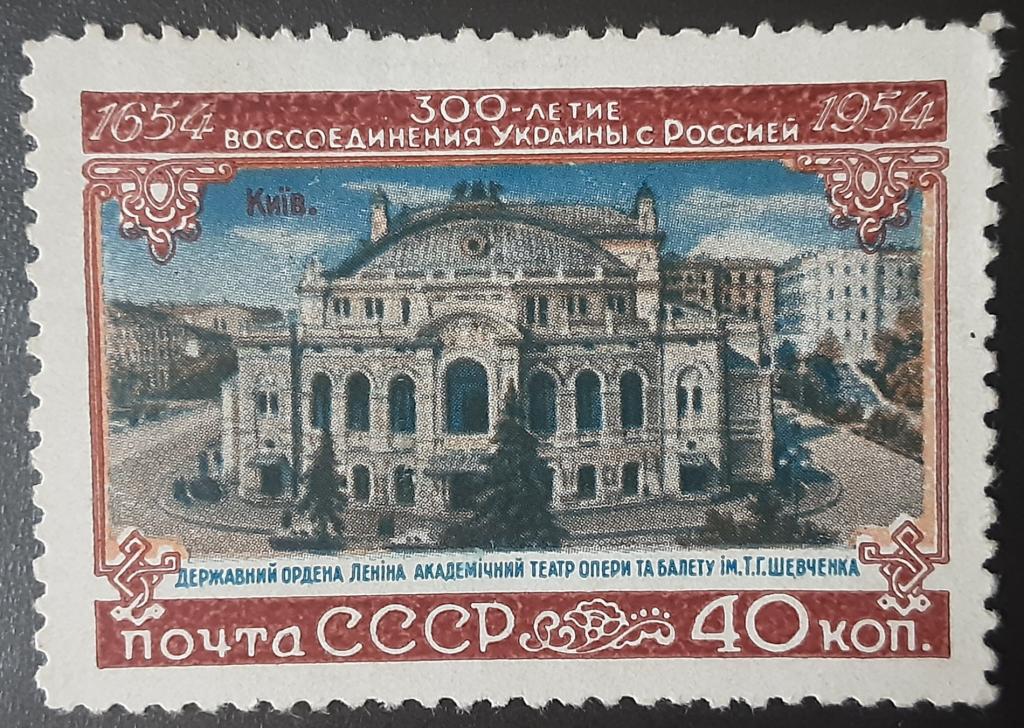 1654 300-летие 1954
воссоединения Украины с Россией
Київ.
ДЕРЖАВНИЙ ОРДЕНА ЛЕНІНА АКАДЕМІЧНИЙ ТЕАТР ОПЕРИ ТА БАЛЕТУ ІМ.Т.Г.ШЕВЧЕНКА
почта СССР 40 коп.